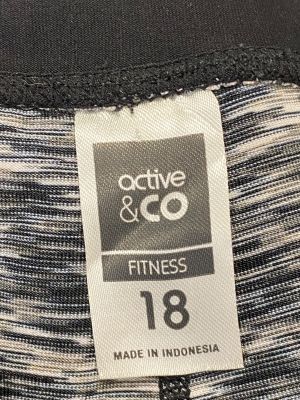 active
&CO
FITNESS
18
MADE IN INDONESIA